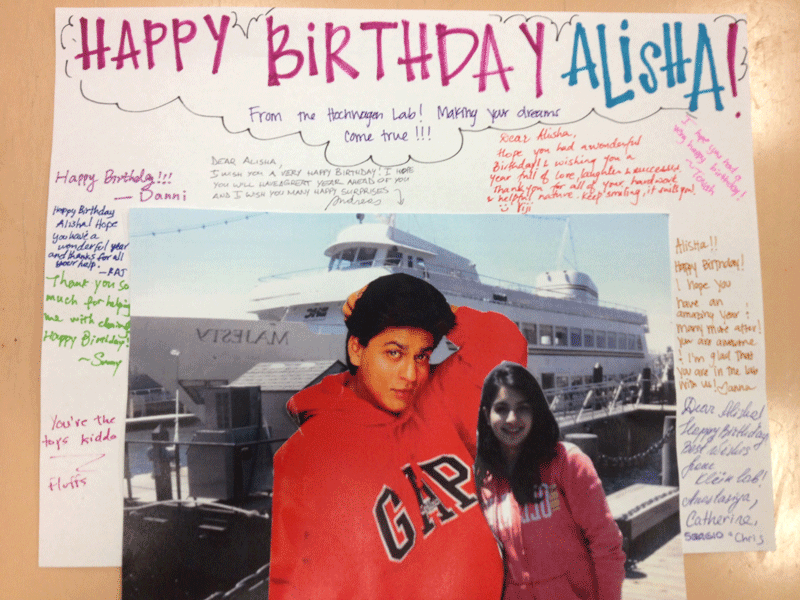 HAPPY BIRTHDAY ALISHA!
From the Hochwagen Lab! Making your dreams
come true!!!
DEAR ALISHA,
I WISH YOU A VERY HAPPY BIRTHDAY! I HOPE
YOU WILL HAVE A GREAT YEAR AHEAD OF YOU
AND I WISH YOU MANY HAPPY SURPRISES
Andreas
Dear Alisha,
Hope you had a wonderful
Birthday! & wishing you a
year full of love, laughter & success.
Thank you for all of your hardwork
& helpful nature. Keep smiling, it suits you!
Viji
I hope you had a
very happy birthday!
Happy Birthday!!!
— Danni
Happy Birthday
Alisha! Hope
you have a
wonderful year
and thanks for all
your help.
—RAJ
Thank you so
much for helping
me with cloning
Happy Birthday!
~ Sunny
You're the
tops kiddo
Fluffs
Alisha!!
Happy Birthday!
I hope you
have an
amazing year &
many more after!
You are awesome
& I'm glad that
you are in the lab
with us! Janna
Dear Alisha!
Happy Birthday
Best wishes
from
Klein lab!
Anastasiya,
Catherine,
SERGIO & Chris
MAJESTY
GAP